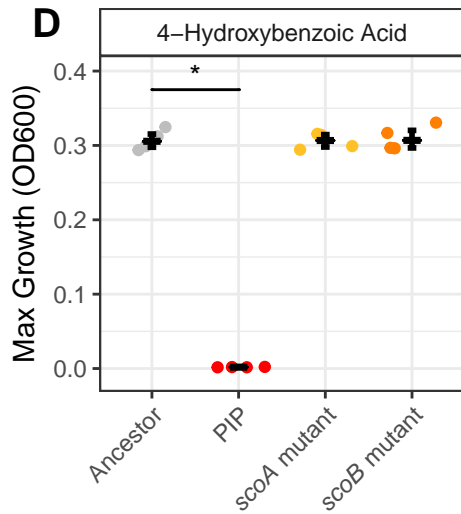 D
4−Hydroxybenzoic Acid
Max Growth (OD600)
0.4
0.3
0.2
0.1
0.0
*
Ancestor
PIP
scoA mutant
scoB mutant